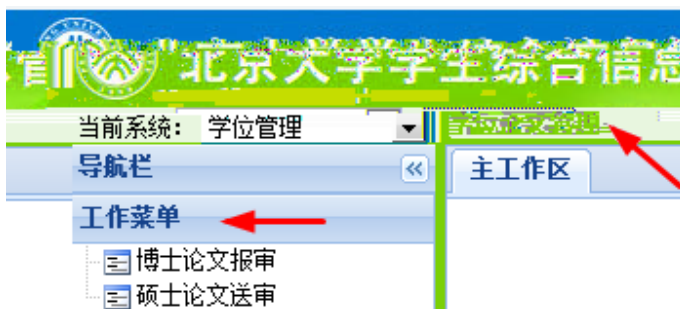 北京大学学生综合信息
当前系统： 学位管理
导航栏
主工作区
工作菜单
博士论文报审
硕士论文送审